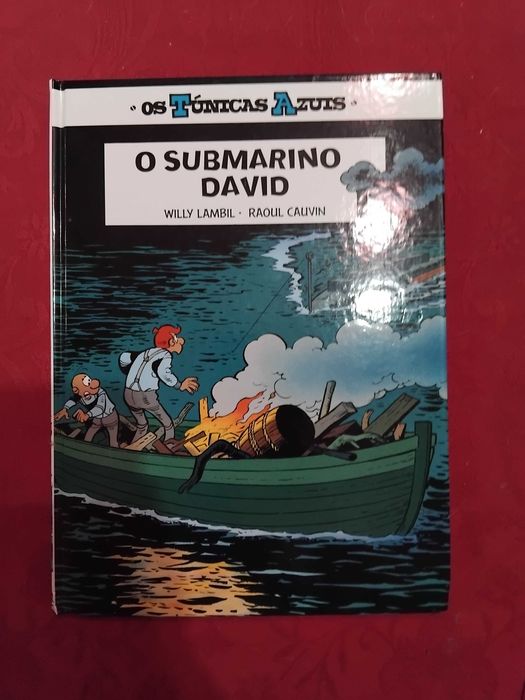 OS TÚNICAS AZUIS
O SUBMARINO
DAVID
WILLY LAMBIL · RAOUL CAUVIN